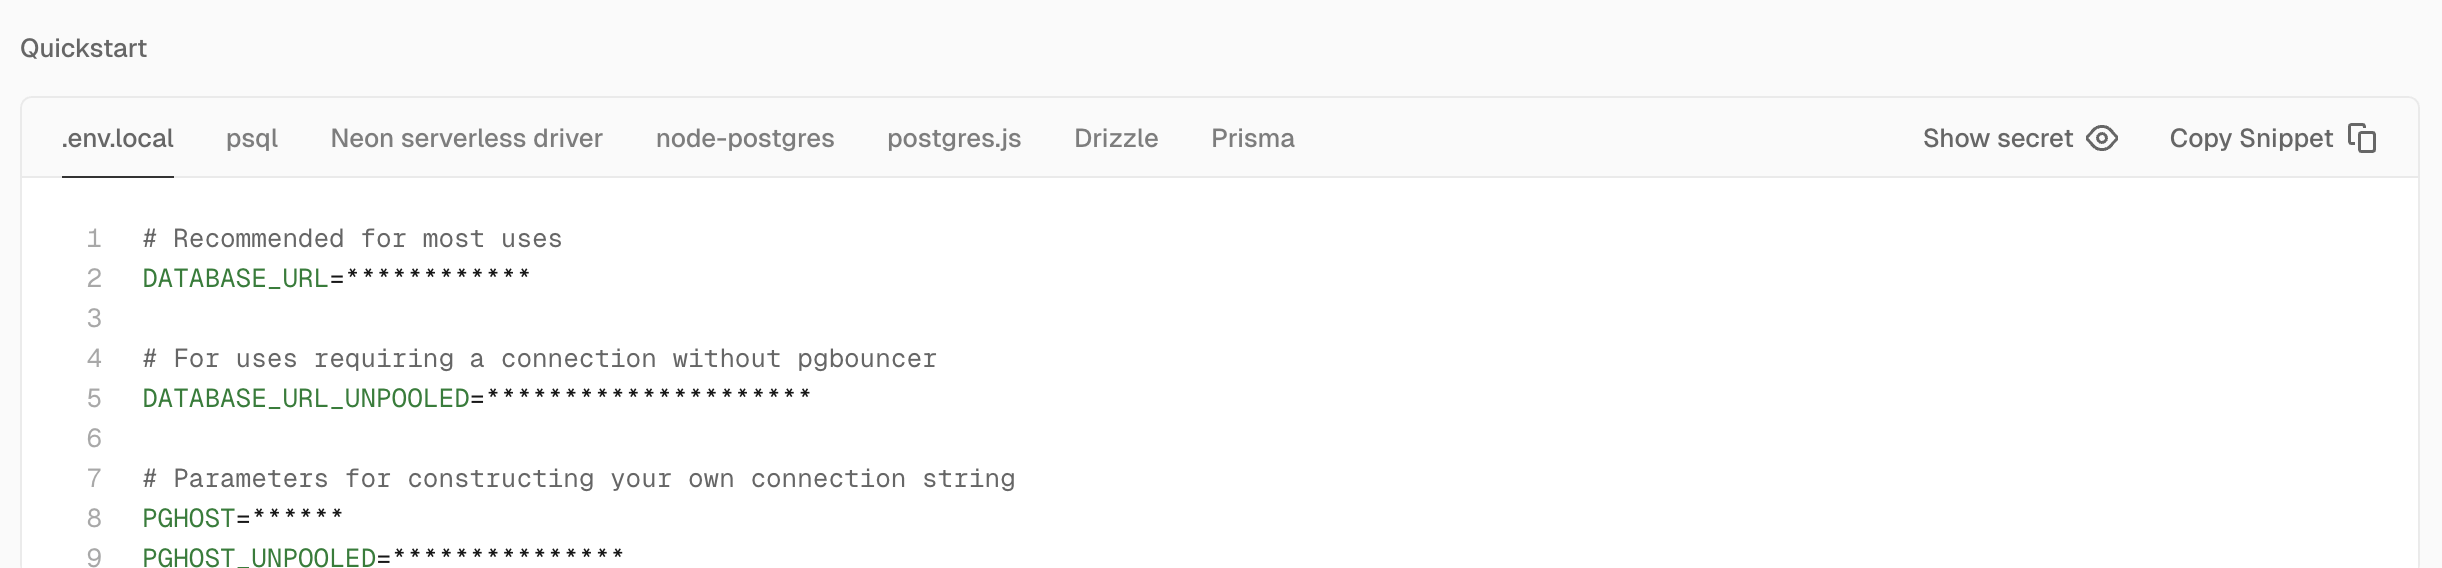 Quickstart
.env.local psql Neon serverless driver node-postgres postgres.js Drizzle Prisma Show secret Copy Snippet
1 # Recommended for most uses
2 DATABASE_URL=************
3
4 # For uses requiring a connection without pgbouncer
5 DATABASE_URL_UNPOOLED=*********************
6
7 # Parameters for constructing your own connection string
8 PGHOST=******
9 PGHOST_UNPOOLED=***************